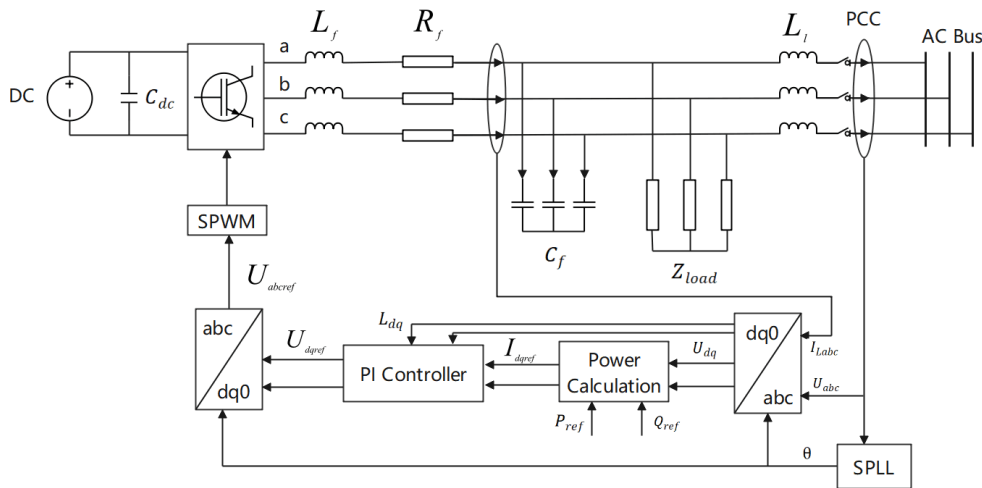 L_f
R_f
L_l
PCC
AC Bus
a
b
c
DC
C_dc
SPWM
C_f
Z_load
U_abcref
abc
dq0
U_dqref
L_dq
PI Controller
I_dqref
Power
Calculation
U_dq
dq0
abc
I_Labc
U_abc
P_ref
Q_ref
θ
SPLL